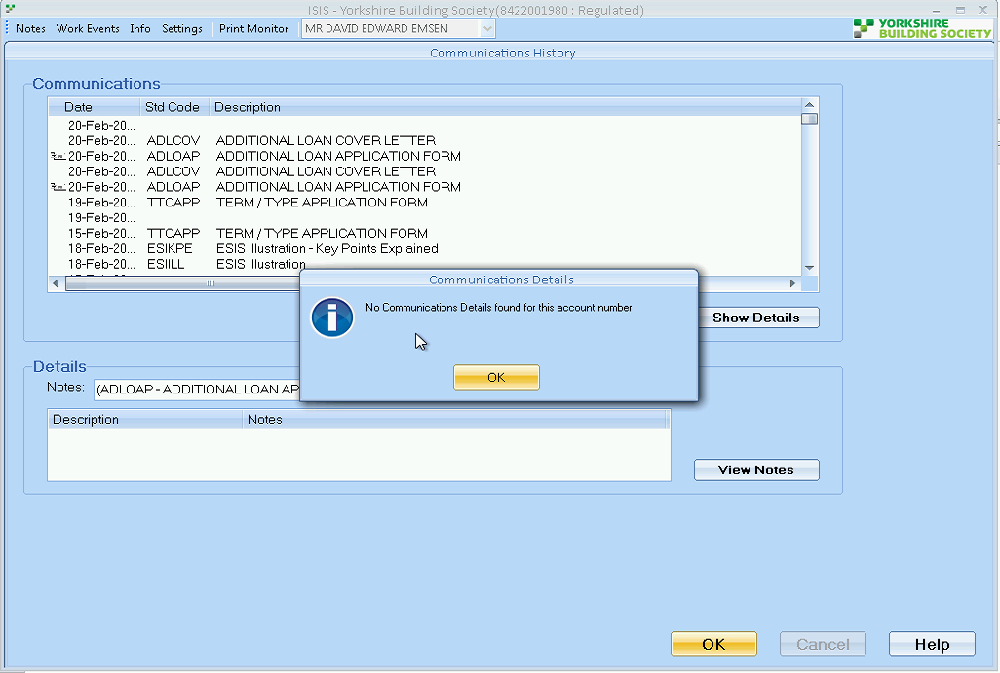 ISIS - Yorkshire Building Society(8422001980 : Regulated)
Notes Work Events Info Settings Print Monitor MR DAVID EDWARD EMSEN
YORKSHIRE
BUILDING SOCIETY
Communications History
Communications
Date Std Code Description
20-Feb-20...
20-Feb-20... ADLCOV ADDITIONAL LOAN COVER LETTER
20-Feb-20... ADLOAP ADDITIONAL LOAN APPLICATION FORM
20-Feb-20... ADLCOV ADDITIONAL LOAN COVER LETTER
20-Feb-20... ADLOAP ADDITIONAL LOAN APPLICATION FORM
19-Feb-20... TTCAPP TERM / TYPE APPLICATION FORM
19-Feb-20...
15-Feb-20... TTCAPP TERM / TYPE APPLICATION FORM
18-Feb-20... ESIKPE ESIS Illustration - Key Points Explained
18-Feb-20... ESIILL ESIS Illustration
Communications Details
No Communications Details found for this account number
OK
Show Details
Details
Notes: (ADLOAP - ADDITIONAL LOAN AP
Description Notes
View Notes
OK Cancel Help